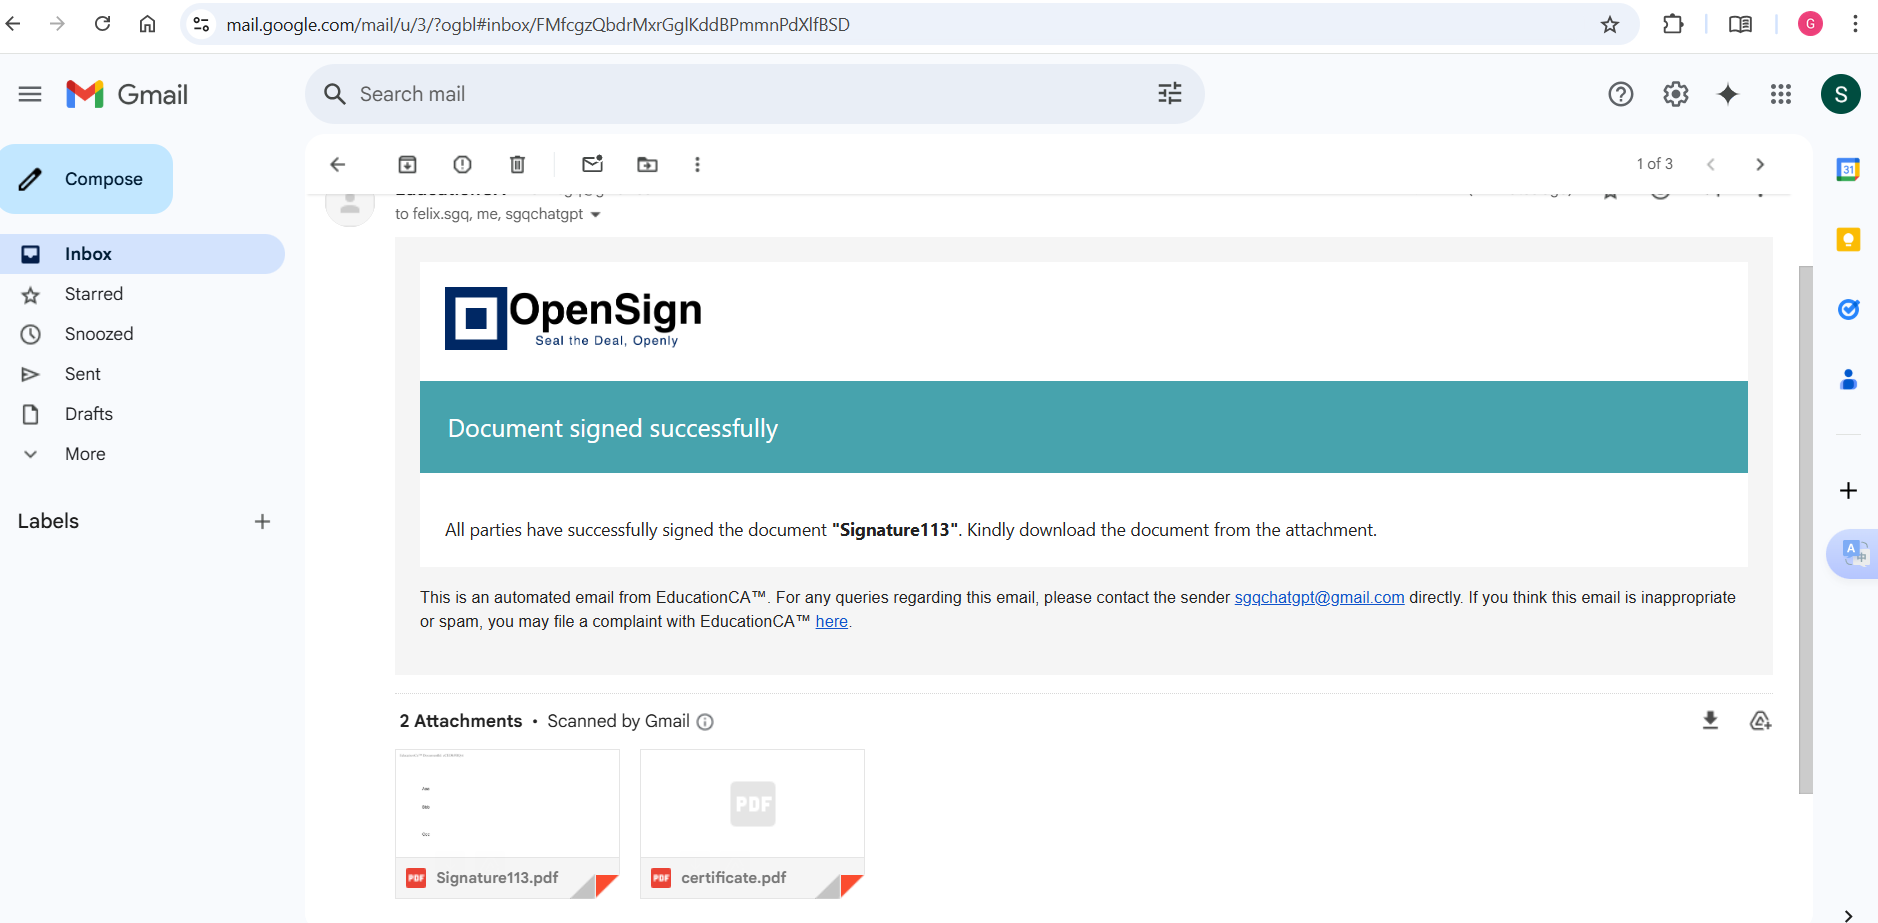 mail.google.com/mail/u/3/?ogbl#inbox/FMfcgzQbdrMxrGglKddBPmmnPdXlfBSD
G
Gmail
Search mail
S
Compose
1 of 3
31
to felix.sgq, me, sgqchatgpt
Inbox
Starred
Snoozed
Sent
Drafts
More
Labels
OpenSign
Seal the Deal, Openly
Document signed successfully
All parties have successfully signed the document "Signature113". Kindly download the document from the attachment.
This is an automated email from EducationCA™. For any queries regarding this email, please contact the sender sgqchatgpt@gmail.com directly. If you think this email is inappropriate
or spam, you may file a complaint with EducationCA™ here.
2 Attachments • Scanned by Gmail
PDF
PDF Signature113.pdf
PDF certificate.pdf